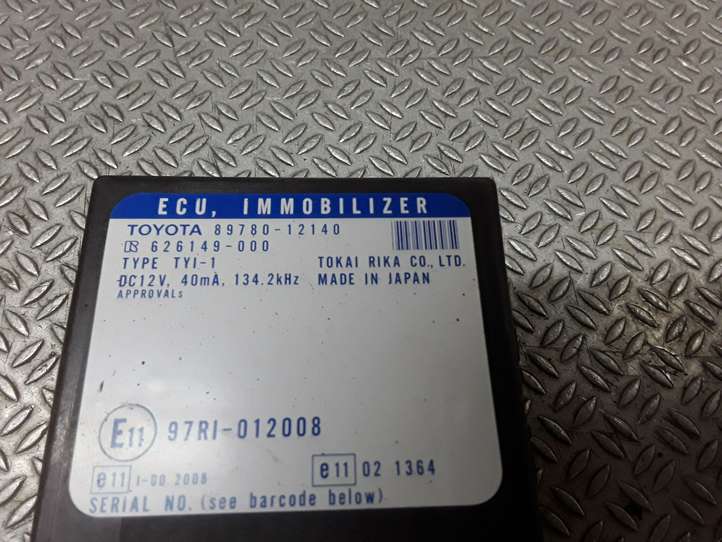 ECU, IMMOBILIZER
TOYOTA 89780-12140
626149-000
TYPE TYI-1 TOKAI RIKA CO., LTD.
DC12V, 40mA, 134.2kHz MADE IN JAPAN
APPROVALs
E11 97RI-012008
e11 I-00.2008 e11 02 1364
SERIAL NO. (see barcode below)